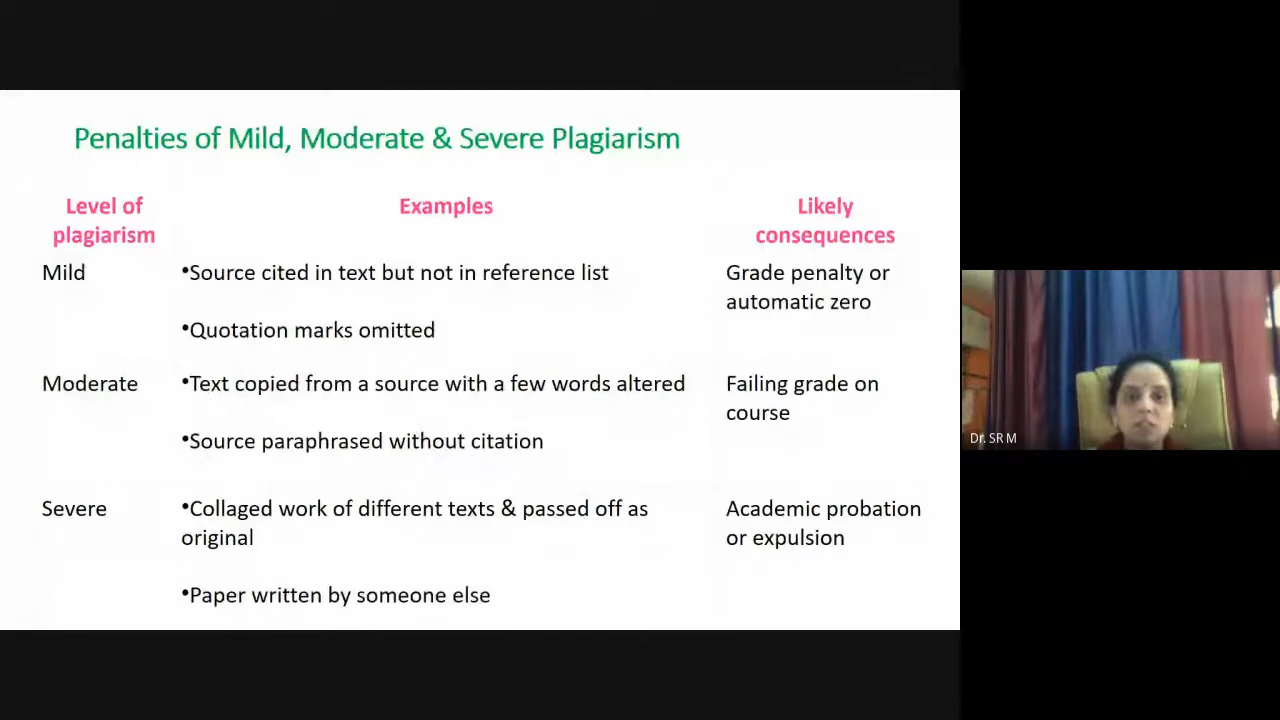 Penalties of Mild, Moderate & Severe Plagiarism
Level of
plagiarism
Examples
Likely
consequences
Mild
•Source cited in text but not in reference list
•Quotation marks omitted
Grade penalty or
automatic zero
Moderate
•Text copied from a source with a few words altered
•Source paraphrased without citation
Failing grade on
course
Severe
•Collaged work of different texts & passed off as
original
•Paper written by someone else
Academic probation
or expulsion
Dr. SR M